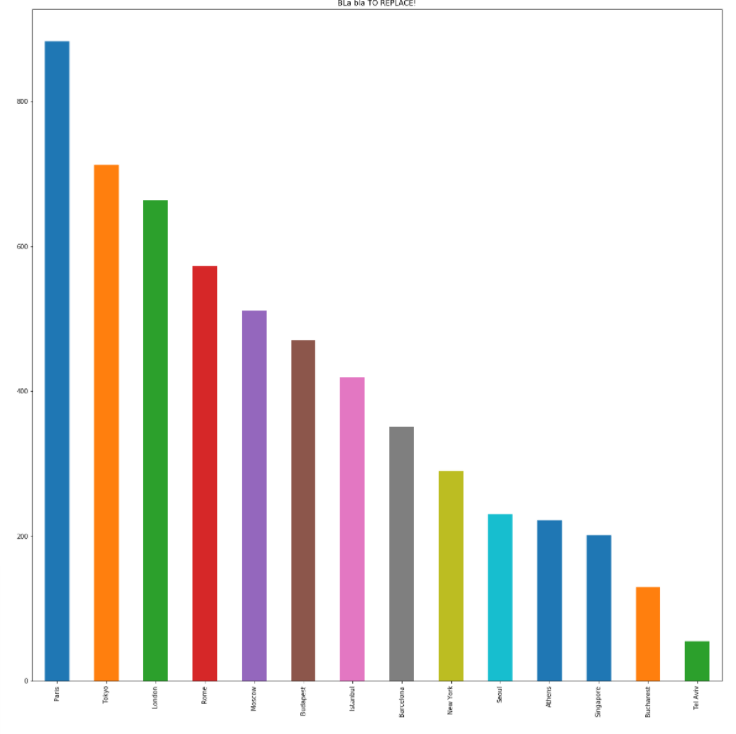 BLa bla TO REPLACE!
800
600
400
200
0
Paris
Tokyo
London
Rome
Moscow
Budapest
Istanbul
Barcelona
New York
Seoul
Athens
Singapore
Bucharest
Tel Aviv